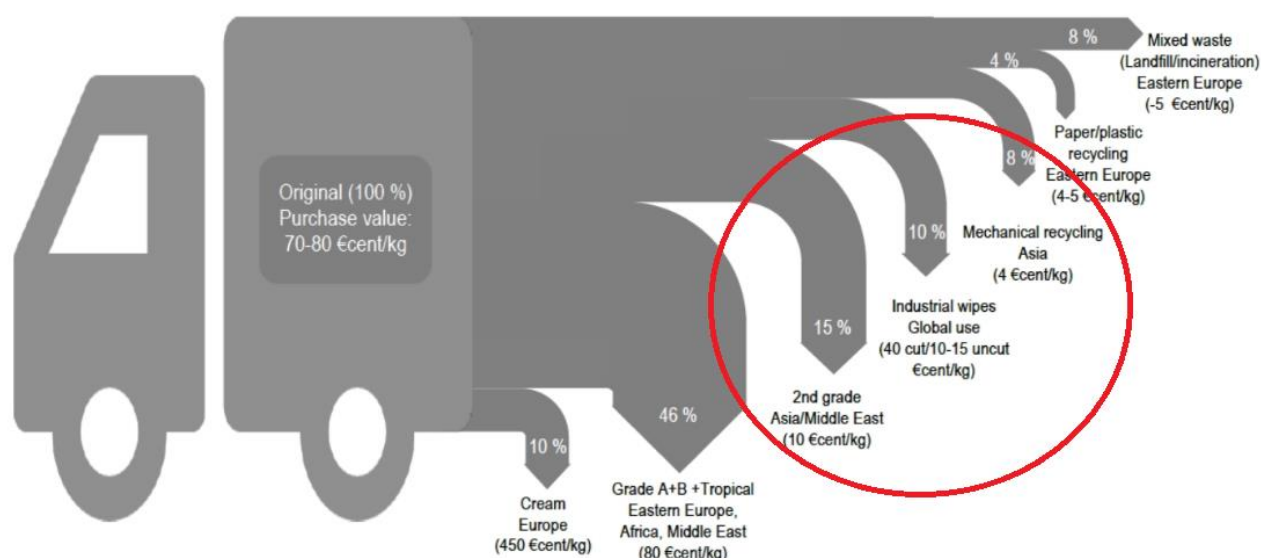 Original (100 %)
Purchase value:
70-80 €cent/kg
8 %
Mixed waste
(Landfill/incineration)
Eastern Europe
(-5 €cent/kg)
4 %
Paper/plastic
recycling
Eastern Europe
(4-5 €cent/kg)
8 %
Mechanical recycling
Asia
(4 €cent/kg)
10 %
Industrial wipes
Global use
(40 cut/10-15 uncut
€cent/kg)
15 %
2nd grade
Asia/Middle East
(10 €cent/kg)
46 %
Grade A+B +Tropical
Eastern Europe,
Africa, Middle East
(80 €cent/kg)
10 %
Cream
Europe
(450 €cent/kg)